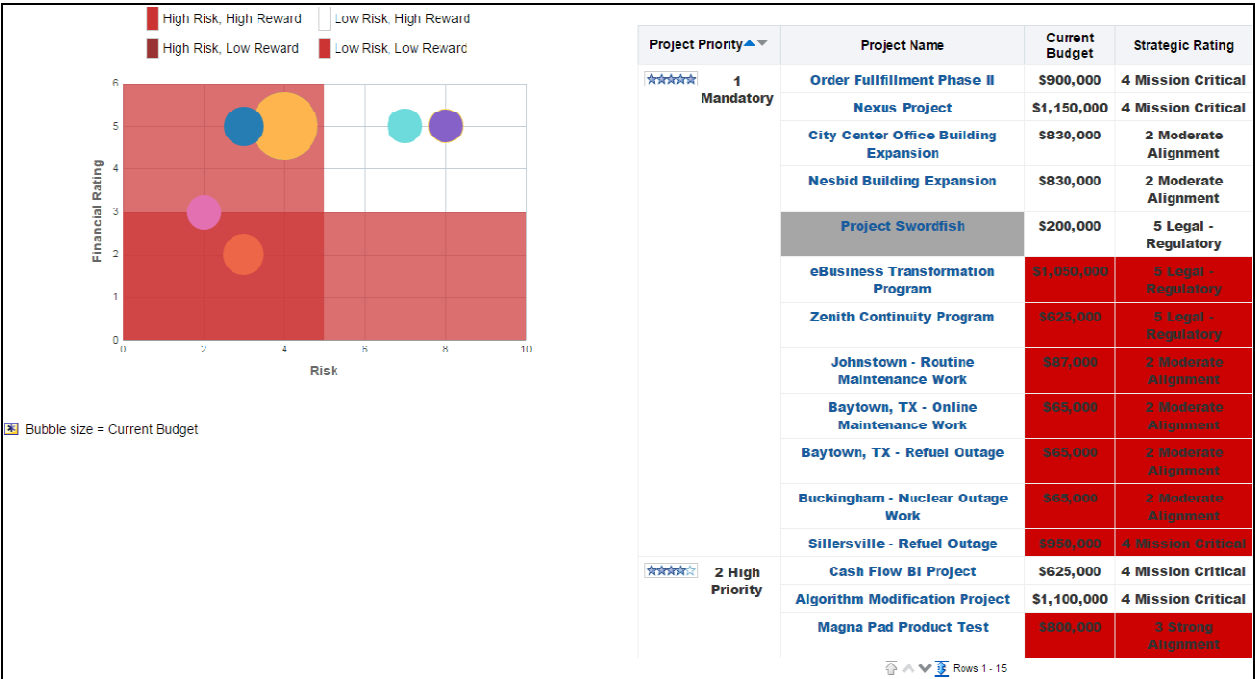 High Risk, High Reward
Low Risk, High Reward
High Risk, Low Reward
Low Risk, Low Reward
6
5
4
3
2
1
0
Financial Rating
0 2 4 6 8 10
Risk
Bubble size = Current Budget
Project Priority
Project Name
Current
Budget
Strategic Rating
1
Mandatory
Order Fullfillment Phase II $900,000 4 Mission Critical
Nexus Project $1,150,000 4 Mission Critical
City Center Office Building
Expansion
$830,000
2 Moderate
Alignment
Nesbid Building Expansion
$830,000
2 Moderate
Alignment
Project Swordfish
$200,000
5 Legal -
Regulatory
eBusiness Transformation
Program
$1,050,000
5 Legal -
Regulatory
Zenith Continuity Program
$625,000
5 Legal -
Regulatory
Johnstown - Routine
Maintenance Work
$87,000
2 Moderate
Alignment
Baytown, TX - Online
Maintenance Work
$65,000
2 Moderate
Alignment
Baytown, TX - Refuel Outage
$65,000
2 Moderate
Alignment
Buckingham - Nuclear Outage
Work
$65,000
2 Moderate
Alignment
Sillersville - Refuel Outage $950,000 4 Mission Critical
2 High
Priority
Cash Flow BI Project $625,000 4 Mission Critical
Algorithm Modification Project $1,100,000 4 Mission Critical
Magna Pad Product Test
$800,000
3 Strong
Alignment
Rows 1 - 15